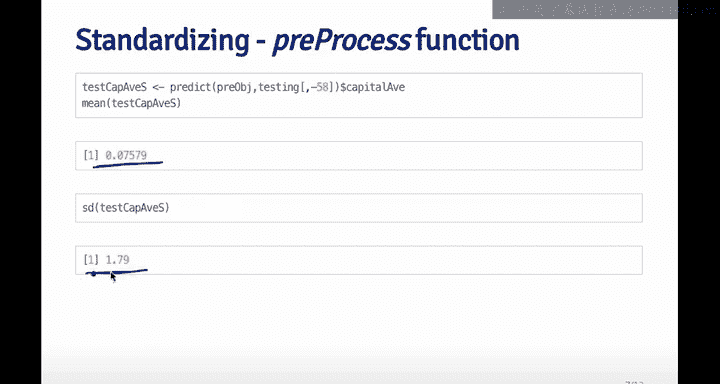 Standardizing - preProcess function
testCapAveS <- predict(preObj,testing[,-58])$capitalAve
mean(testCapAveS)
[1] 0.07579
sd(testCapAveS)
[1] 1.79